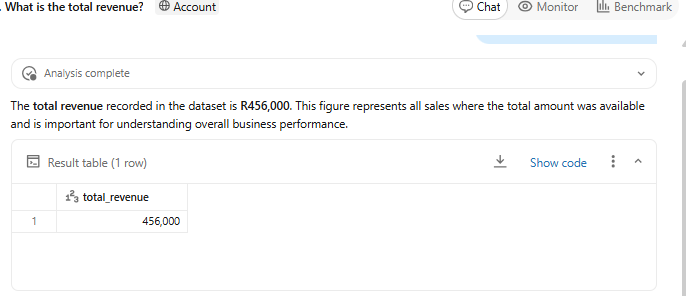 . What is the total revenue? Account Chat Monitor Benchmark
Analysis complete
The total revenue recorded in the dataset is R456,000. This figure represents all sales where the total amount was available
and is important for understanding overall business performance.
Result table (1 row) Show code
123 total_revenue
1 456,000